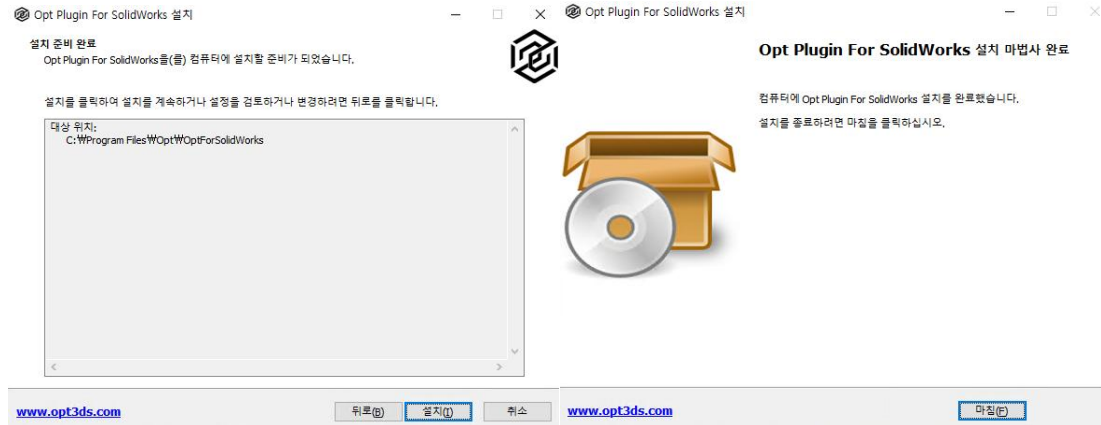 Opt Plugin For SolidWorks 설치
설치 준비 완료
Opt Plugin For SolidWorks을(를) 컴퓨터에 설치할 준비가 되었습니다.
설치를 클릭하여 설치를 계속하거나 설정을 검토하거나 변경하려면 뒤로를 클릭합니다.
대상 위치:
C:₩Program Files₩Opt₩OptForSolidWorks
www.opt3ds.com
뒤로(B) 설치(I) 취소
Opt Plugin For SolidWorks 설치
Opt Plugin For SolidWorks 설치 마법사 완료
컴퓨터에 Opt Plugin For SolidWorks 설치를 완료했습니다.
설치를 종료하려면 마침을 클릭하십시오.
www.opt3ds.com
마침(F)